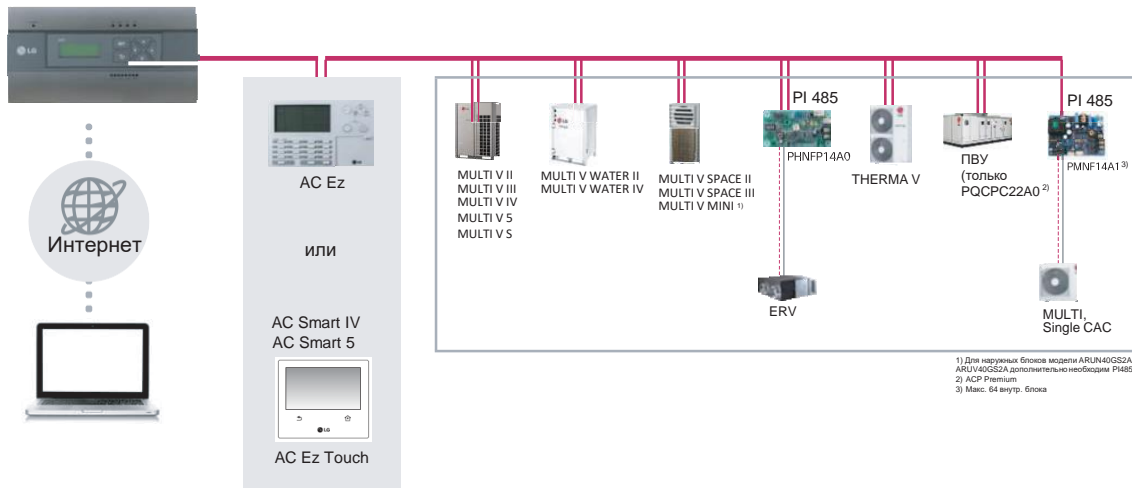 LG
Интернет
AC Ez
или
AC Smart IV
AC Smart 5
LG
AC Ez Touch
MULTI V II
MULTI V III
MULTI V IV
MULTI V 5
MULTI V S
MULTI V WATER II
MULTI V WATER IV
MULTI V SPACE II
MULTI V SPACE III
MULTI V MINI 1)
PI 485
PHNFP14A0
ERV
THERMA V
ПВУ
(только
PQCPC22A0 2)
PI 485
PMNF14A1 3)
MULTI,
Single CAC
1) Для наружных блоков модели ARUN40GS2A
ARUV40GS2A дополнительно необходим PI485
2) ACP Premium
3) Макс. 64 внутр. блока